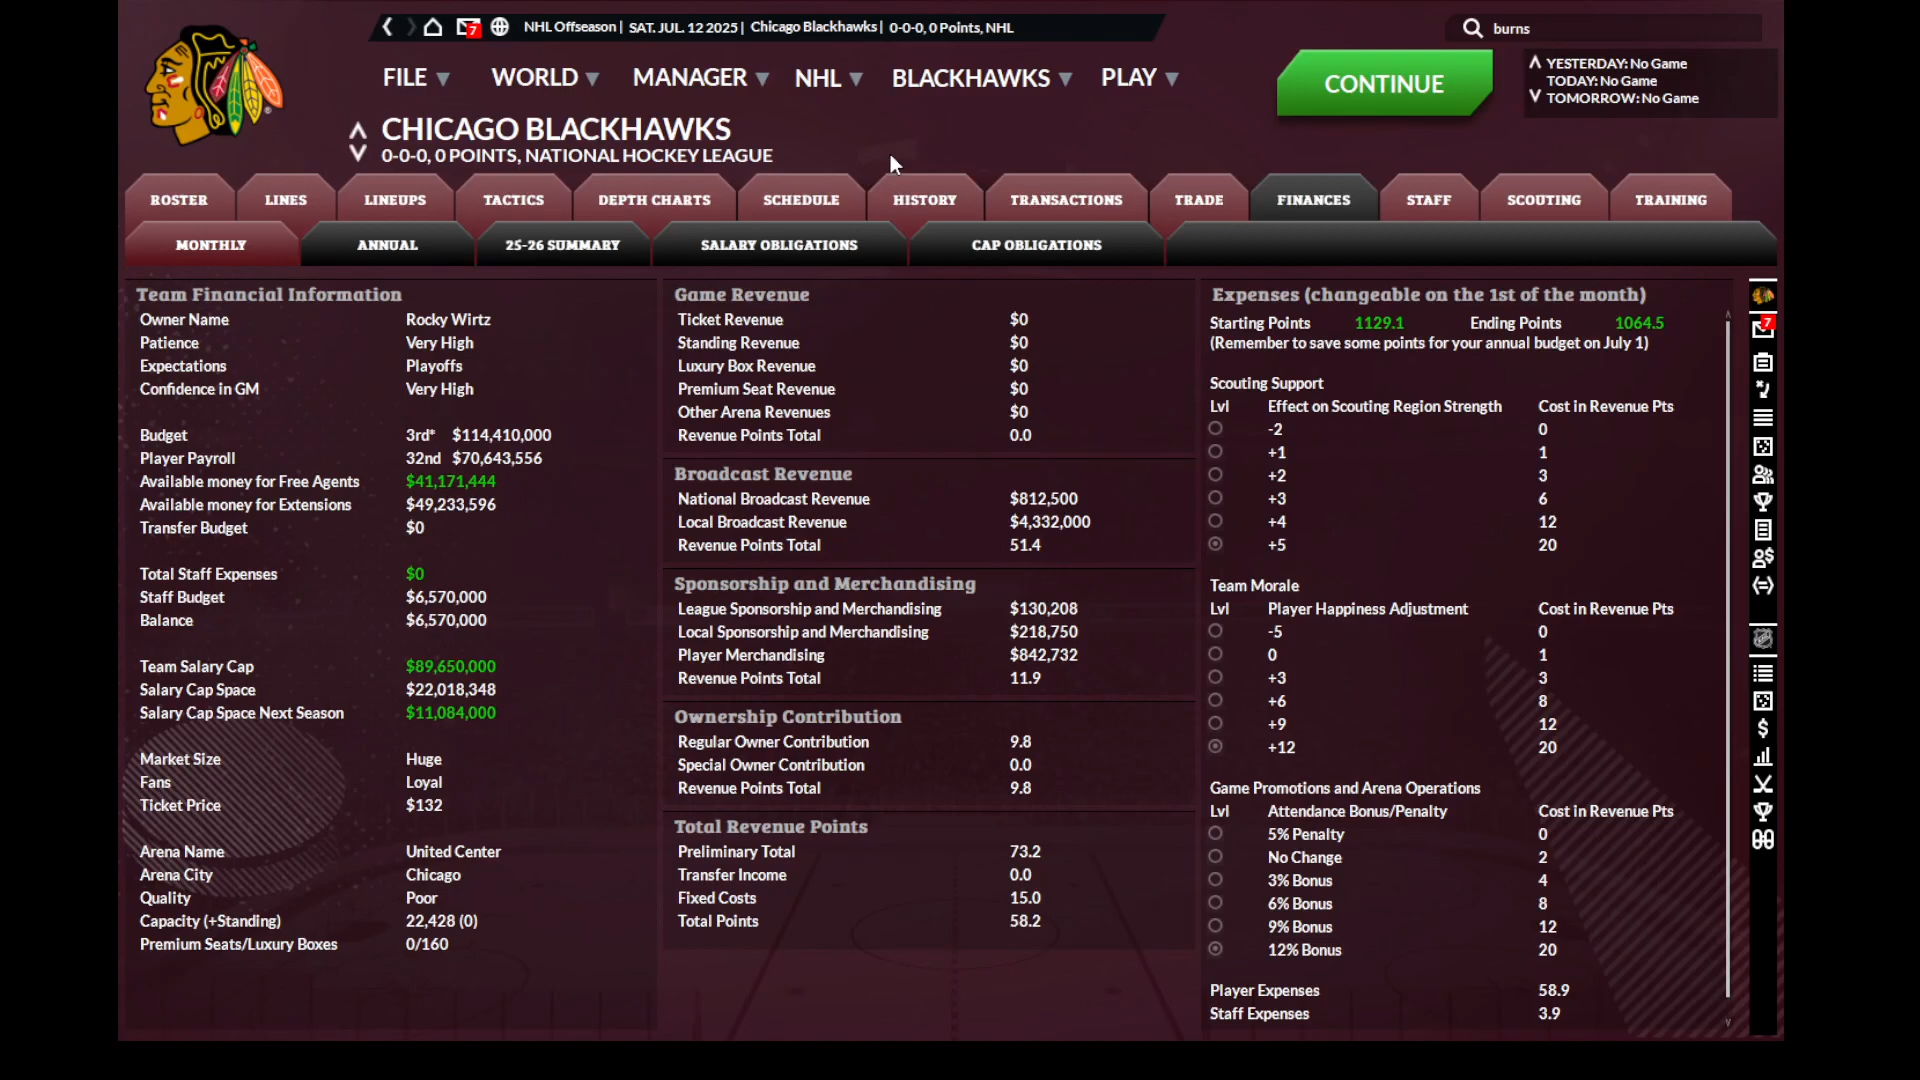 NHL Offseason | SAT. JUL. 12 2025 | Chicago Blackhawks | 0-0-0, 0 Points, NHL
7
burns
FILE WORLD MANAGER NHL BLACKHAWKS PLAY
CONTINUE
YESTERDAY: No Game
TODAY: No Game
TOMORROW: No Game
CHICAGO BLACKHAWKS
0-0-0, 0 POINTS, NATIONAL HOCKEY LEAGUE
ROSTER LINES LINEUPS TACTICS DEPTH CHARTS SCHEDULE HISTORY TRANSACTIONS TRADE FINANCES STAFF SCOUTING TRAINING
MONTHLY ANNUAL 25-26 SUMMARY SALARY OBLIGATIONS CAP OBLIGATIONS
Team Financial Information
Owner Name Rocky Wirtz
Patience Very High
Expectations Playoffs
Confidence in GM Very High
Budget 3rd* $114,410,000
Player Payroll 32nd $70,643,556
Available money for Free Agents $41,171,444
Available money for Extensions $49,233,596
Transfer Budget $0
Total Staff Expenses $0
Staff Budget $6,570,000
Balance $6,570,000
Team Salary Cap $89,650,000
Salary Cap Space $22,018,348
Salary Cap Space Next Season $11,084,000
Market Size Huge
Fans Loyal
Ticket Price $132
Arena Name United Center
Arena City Chicago
Quality Poor
Capacity (+Standing) 22,428 (0)
Premium Seats/Luxury Boxes 0/160
Game Revenue
Ticket Revenue $0
Standing Revenue $0
Luxury Box Revenue $0
Premium Seat Revenue $0
Other Arena Revenues $0
Revenue Points Total 0.0
Broadcast Revenue
National Broadcast Revenue $812,500
Local Broadcast Revenue $4,332,000
Revenue Points Total 51.4
Sponsorship and Merchandising
League Sponsorship and Merchandising $130,208
Local Sponsorship and Merchandising $218,750
Player Merchandising $842,732
Revenue Points Total 11.9
Ownership Contribution
Regular Owner Contribution 9.8
Special Owner Contribution 0.0
Revenue Points Total 9.8
Total Revenue Points
Preliminary Total 73.2
Transfer Income 0.0
Fixed Costs 15.0
Total Points 58.2
Expenses (changeable on the 1st of the month)
Starting Points 1129.1 Ending Points 1064.5
(Remember to save some points for your annual budget on July 1)
Scouting Support
Lvl Effect on Scouting Region Strength Cost in Revenue Pts
-2 0
+1 1
+2 3
+3 6
+4 12
+5 20
Team Morale
Lvl Player Happiness Adjustment Cost in Revenue Pts
-5 0
0 1
+3 3
+6 8
+9 12
+12 20
Game Promotions and Arena Operations
Lvl Attendance Bonus/Penalty Cost in Revenue Pts
5% Penalty 0
No Change 2
3% Bonus 4
6% Bonus 8
9% Bonus 12
12% Bonus 20
Player Expenses 58.9
Staff Expenses 3.9
7